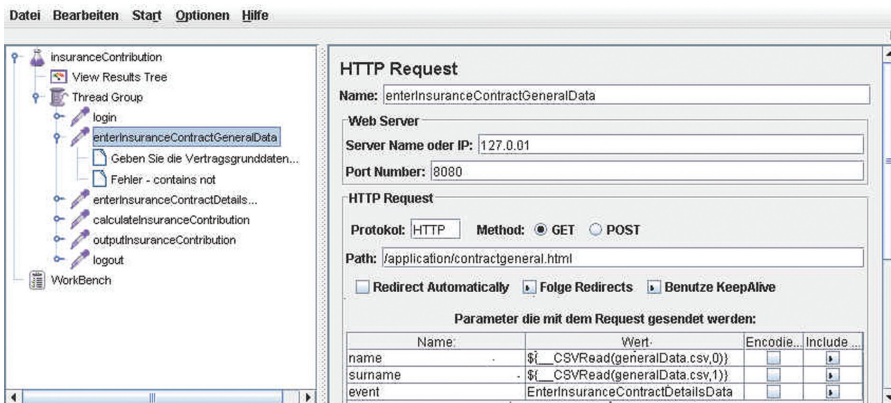 Datei Bearbeiten Start Optionen Hilfe
insuranceContribution
View Results Tree
Thread Group
login
enterInsuranceContractGeneralData
Geben Sie die Vertragsgrunddaten...
Fehler - contains not
enterInsuranceContractDetails...
calculateInsuranceContribution
outputInsuranceContribution
logout
WorkBench
HTTP Request
Name: enterInsuranceContractGeneralData
Web Server
Server Name oder IP: 127.0.01
Port Number: 8080
HTTP Request
Protokol: HTTP Method: GET POST
Path: /application/contractgeneral.html
Redirect Automatically Folge Redirects Benutze KeepAlive
Parameter die mit dem Request gesendet werden:
Name: Wert Encodie... Include ...
name ${__CSVRead(generalData.csv,0)}
surname ${__CSVRead(generalData.csv,1)}
event EnterInsuranceContractDetailsData